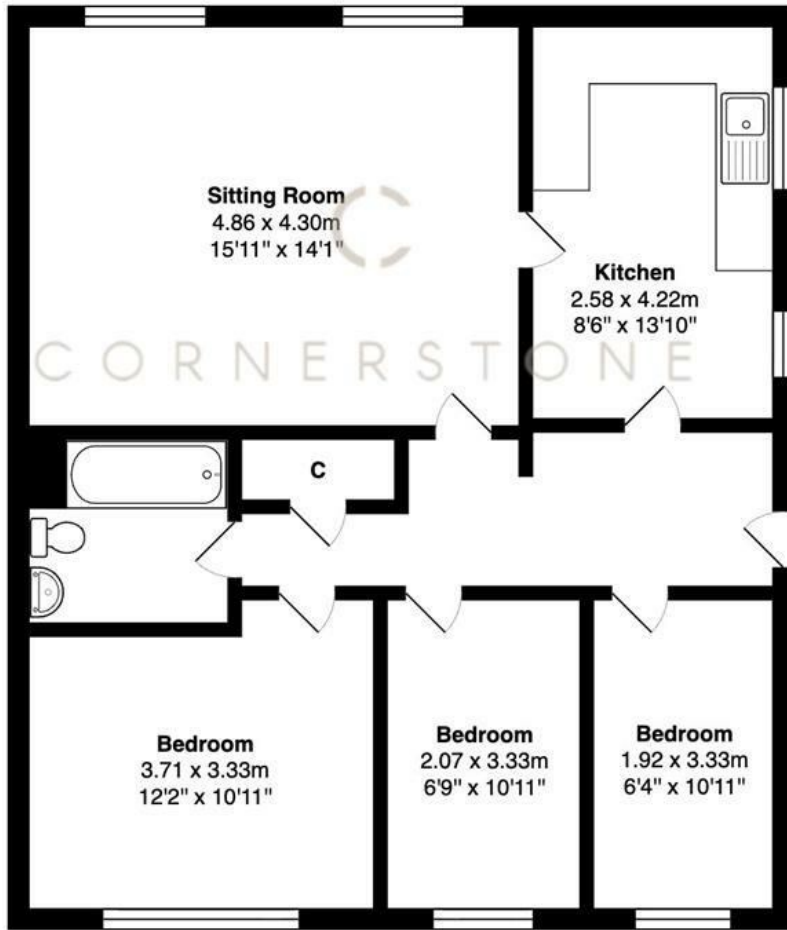 Sitting Room
4.86 x 4.30m
15'11" x 14'1"
Kitchen
2.58 x 4.22m
8'6" x 13'10"
CORNERSTONE
C
Bedroom
3.71 x 3.33m
12'2" x 10'11"
Bedroom
2.07 x 3.33m
6'9" x 10'11"
Bedroom
1.92 x 3.33m
6'4" x 10'11"